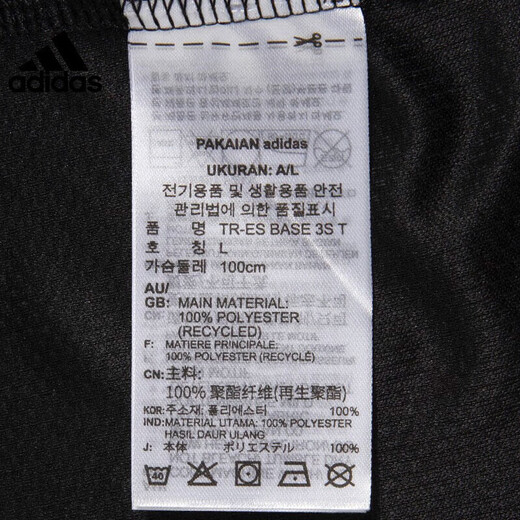 adidas
PAKAIAN adidas
UKURAN: A/L
전기용품 및 생활용품 안전
관리법에 의한 품질표시
품 명 TR-ES BASE 3S T
호 칭 L
가슴둘레 100cm
AU/
GB: MAIN MATERIAL:
100% POLYESTER
(RECYCLED)
F: MATIERE PRINCIPALE:
100% POLYESTER (RECYCLÉ)
CN: 主料:
100% 聚酯纤维(再生聚酯)
KOR: 주소재, 폴리에스터 100%
IND: MATERIAL UTAMA: 100% POLYESTER
HASIL DAUR ULANG
J: 本体 ポリエステル 100%
40